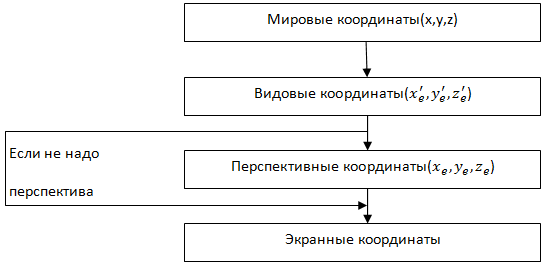 Мировые координаты(x,y,z)
Видовые координаты(x′ₑ,y′ₑ,z′ₑ)
Если не надо
перспектива
Перспективные координаты(xₑ,yₑ,zₑ)
Экранные координаты